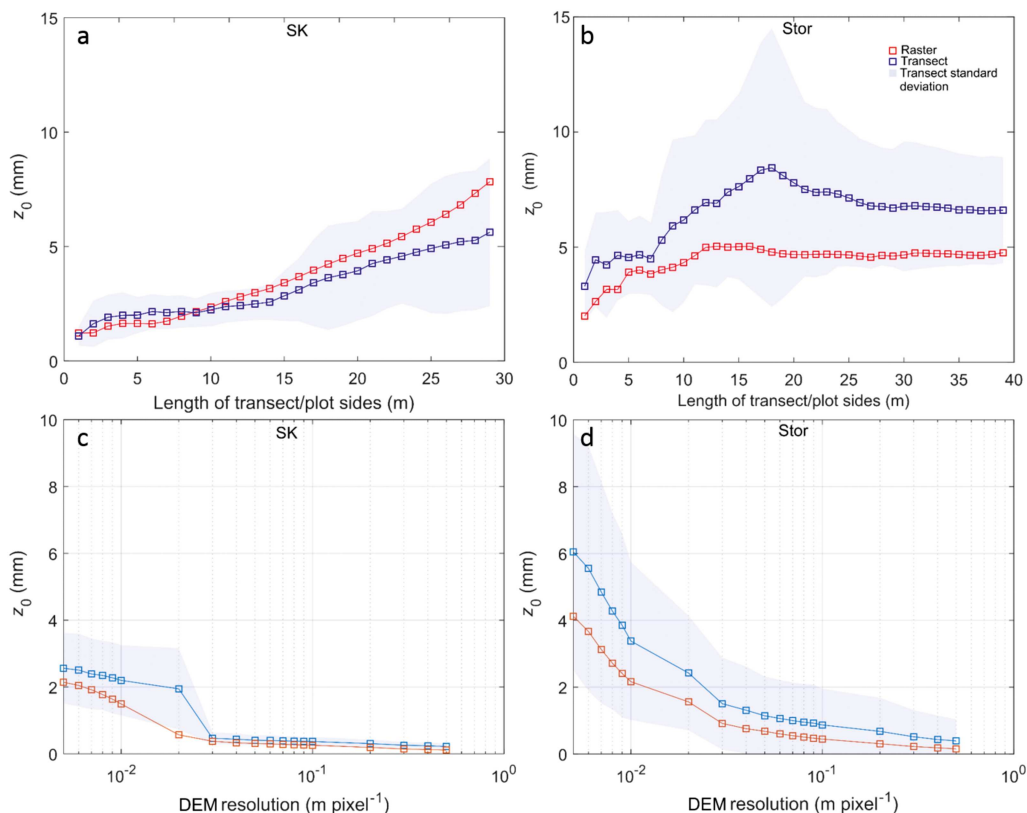 a
SK
15
10
5
0
z0 (mm)
0 5 10 15 20 25 30
Length of transect/plot sides (m)
b
Stor
Raster
Transect
Transect standard
deviation
15
10
5
0
z0 (mm)
0 5 10 15 20 25 30 35 40
Length of transect/plot sides (m)
c
SK
10
8
6
4
2
0
z0 (mm)
10-2 10-1 100
DEM resolution (m pixel-1)
d
Stor
10
8
6
4
2
0
z0 (mm)
10-2 10-1 100
DEM resolution (m pixel-1)